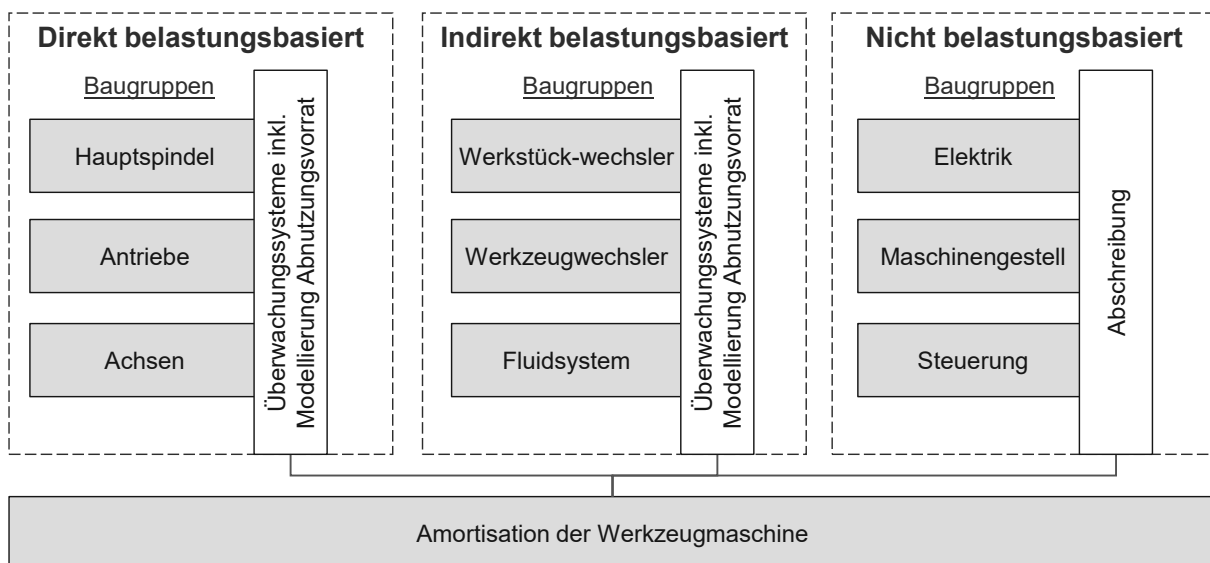 Direkt belastungsbasiert
Baugruppen
Hauptspindel
Antriebe
Achsen
Überwachungssysteme inkl.
Modellierung Abnutzungsvorrat
Indirekt belastungsbasiert
Baugruppen
Werkstück-wechsler
Werkzeugwechsler
Fluidsystem
Überwachungssysteme inkl.
Modellierung Abnutzungsvorrat
Nicht belastungsbasiert
Baugruppen
Elektrik
Maschinengestell
Steuerung
Abschreibung
Amortisation der Werkzeugmaschine